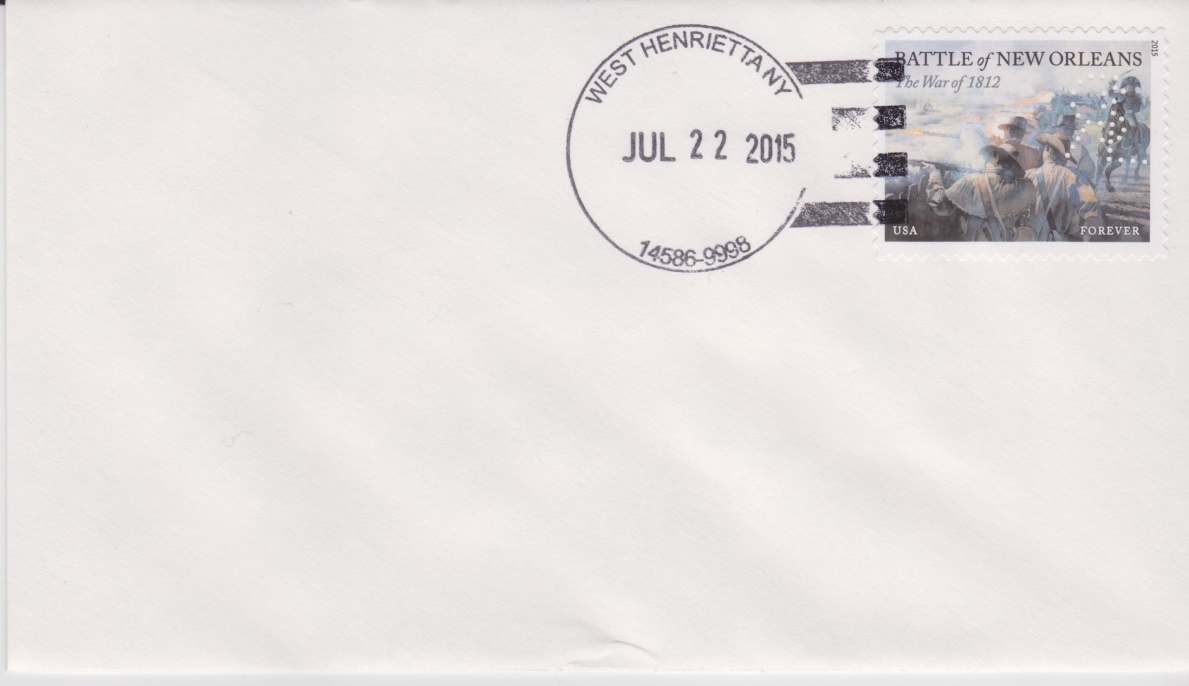 WEST HENRIETTA NY
JUL 22 2015
14586-9998
2015
BATTLE of NEW ORLEANS
The War of 1812
USA
FOREVER